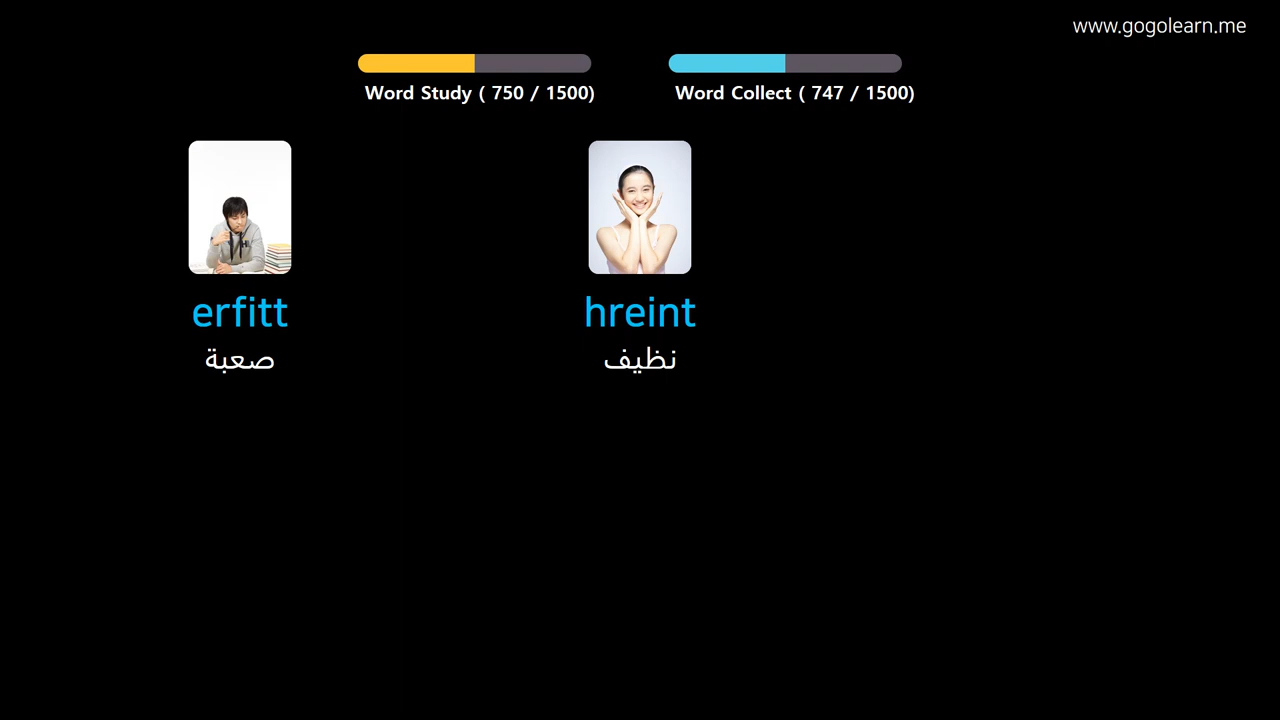 www.gogolearn.me
Word Study ( 750 / 1500)
Word Collect ( 747 / 1500)
erfitt
صعبة
hreint
نظيف